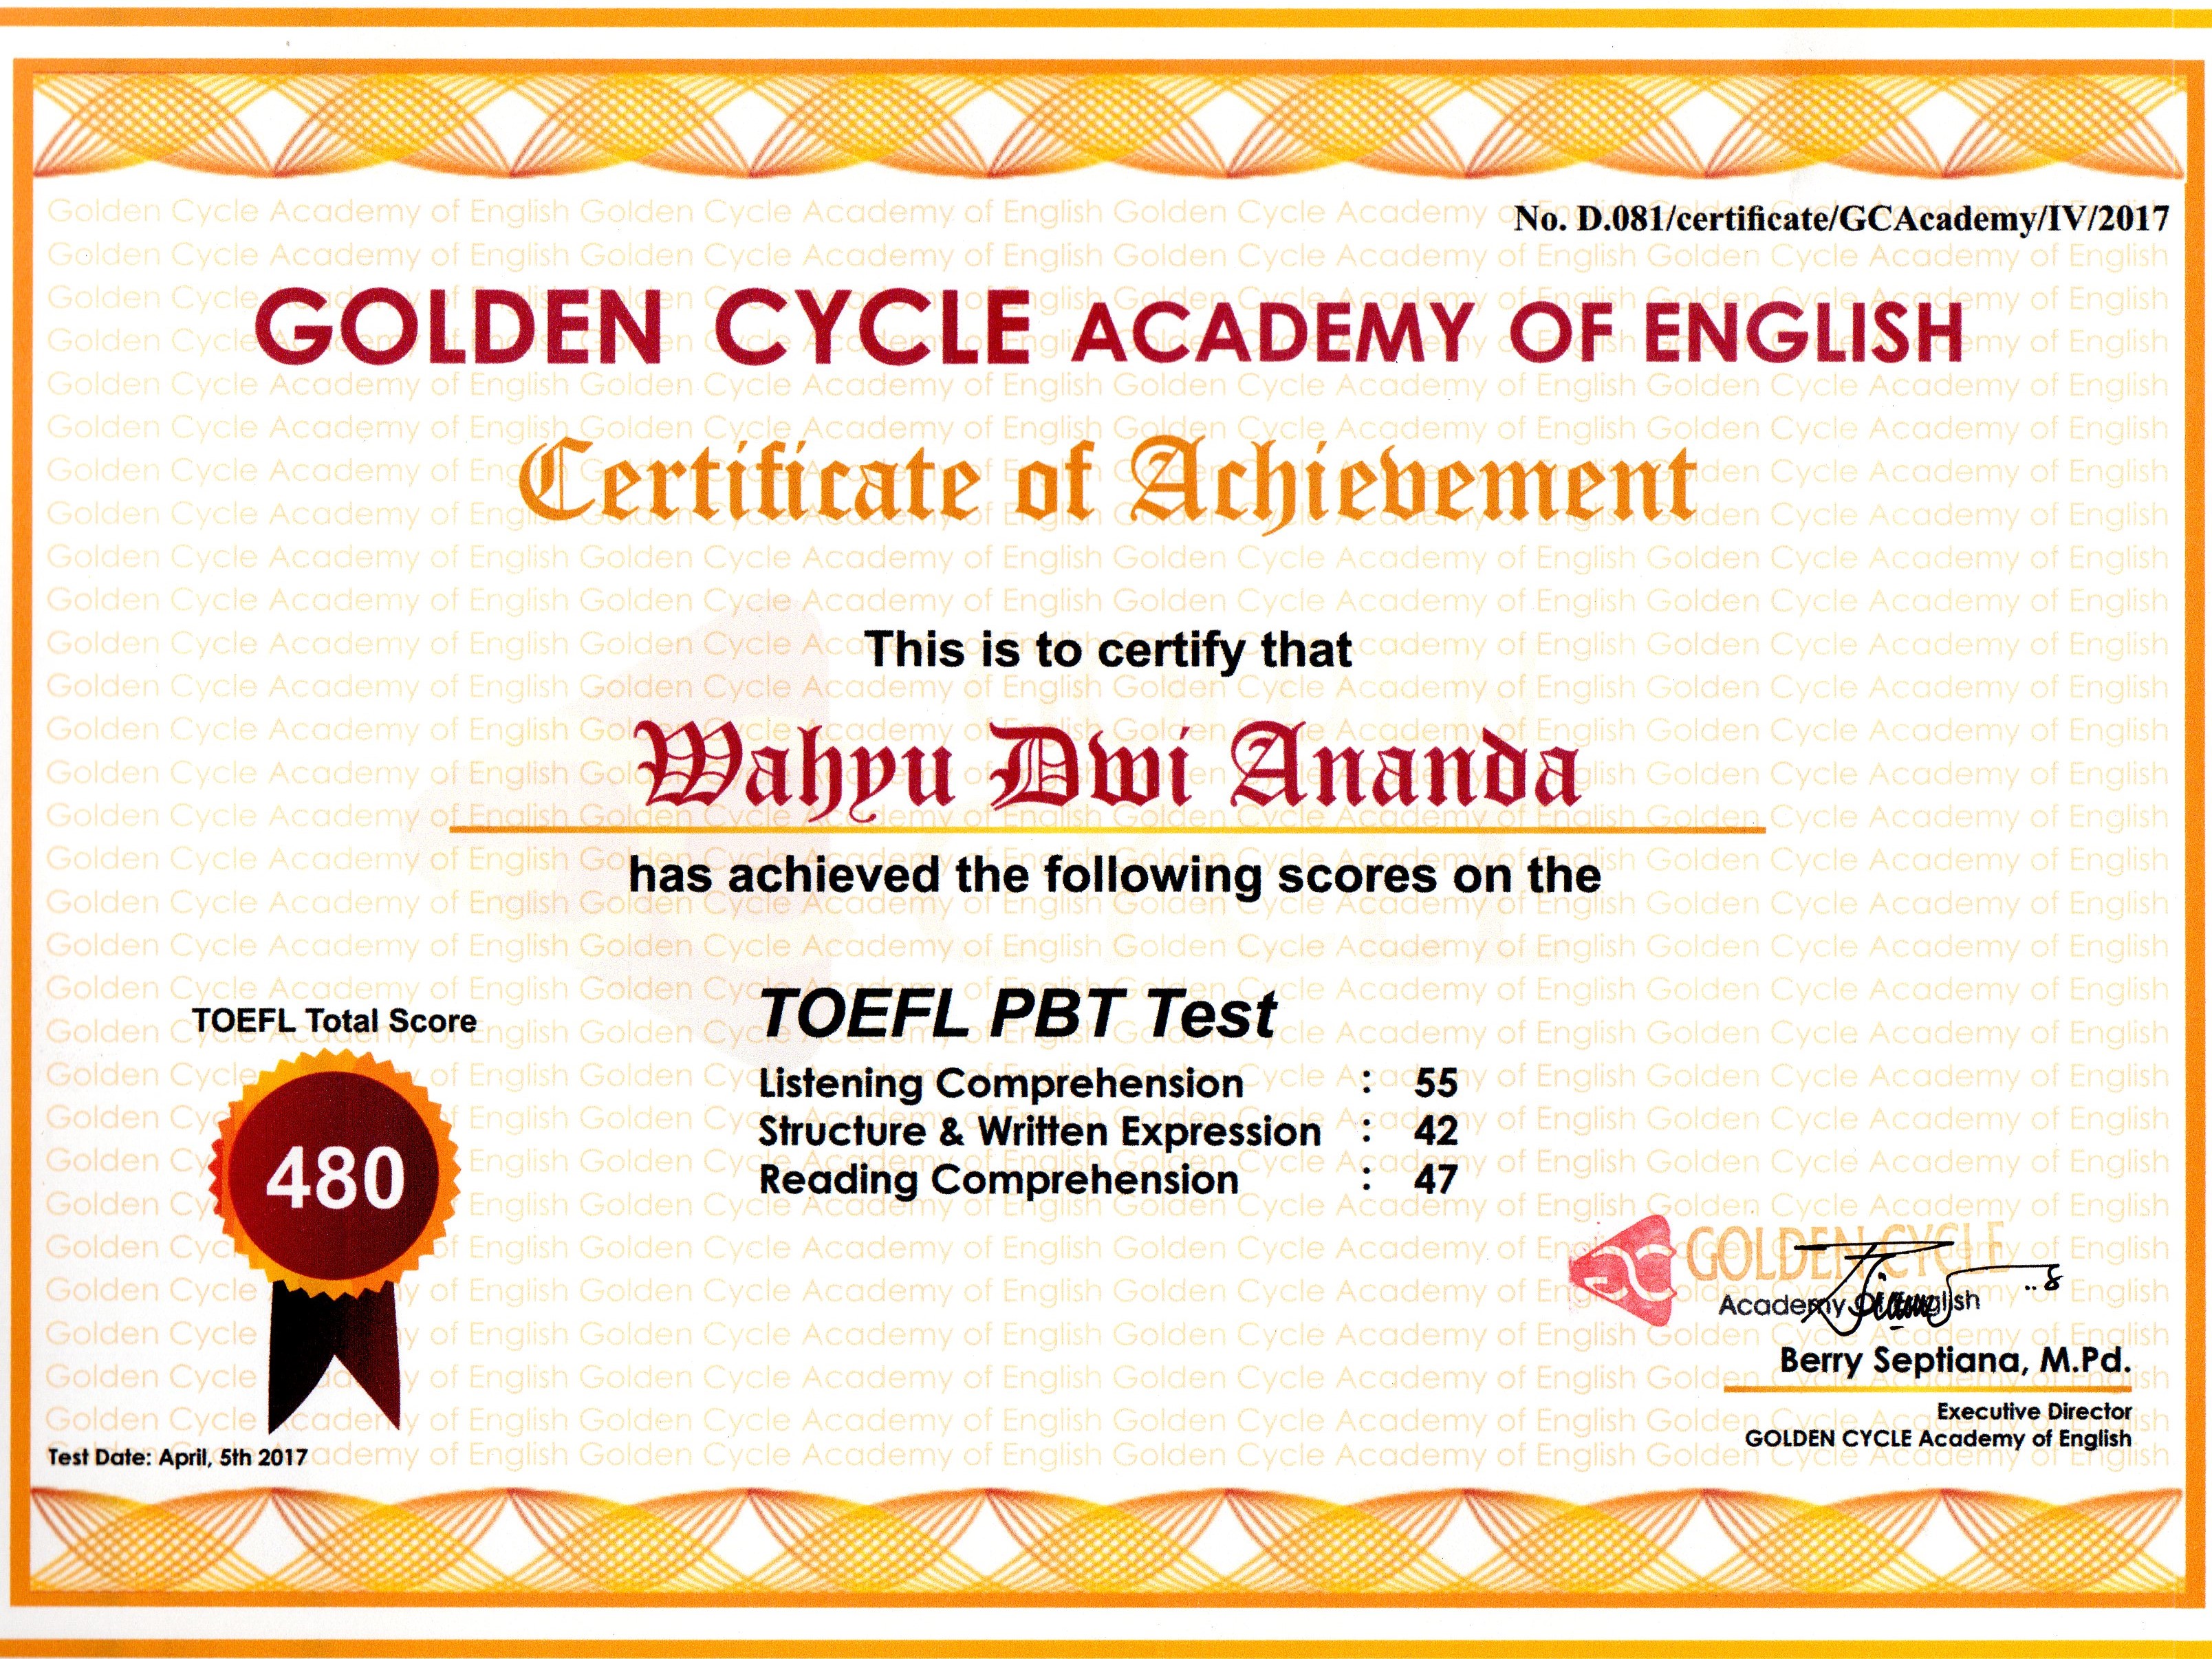 No. D.081/certificate/GCAcademy/IV/2017
GOLDEN CYCLE ACADEMY OF ENGLISH
Certificate of Achievement
This is to certify that
Wahyu Dwi Ananda
has achieved the following scores on the
TOEFL Total Score
480
TOEFL PBT Test
Listening Comprehension : 55
Structure & Written Expression : 42
Reading Comprehension : 47
GOLDEN CYCLE
Academy Of English
Berry Septiana, M.Pd.
Executive Director
GOLDEN CYCLE Academy of English
Test Date: April, 5th 2017